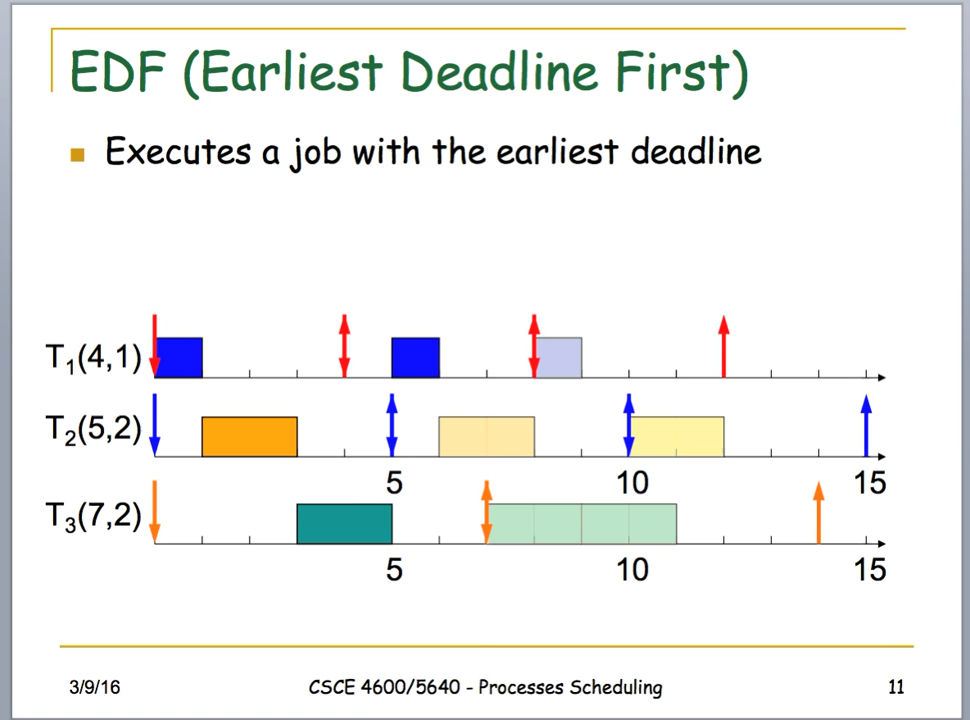 EDF (Earliest Deadline First)
Executes a job with the earliest deadline
T1(4,1)
T2(5,2)
5 10 15
T3(7,2)
5 10 15
3/9/16 CSCE 4600/5640 - Processes Scheduling 11